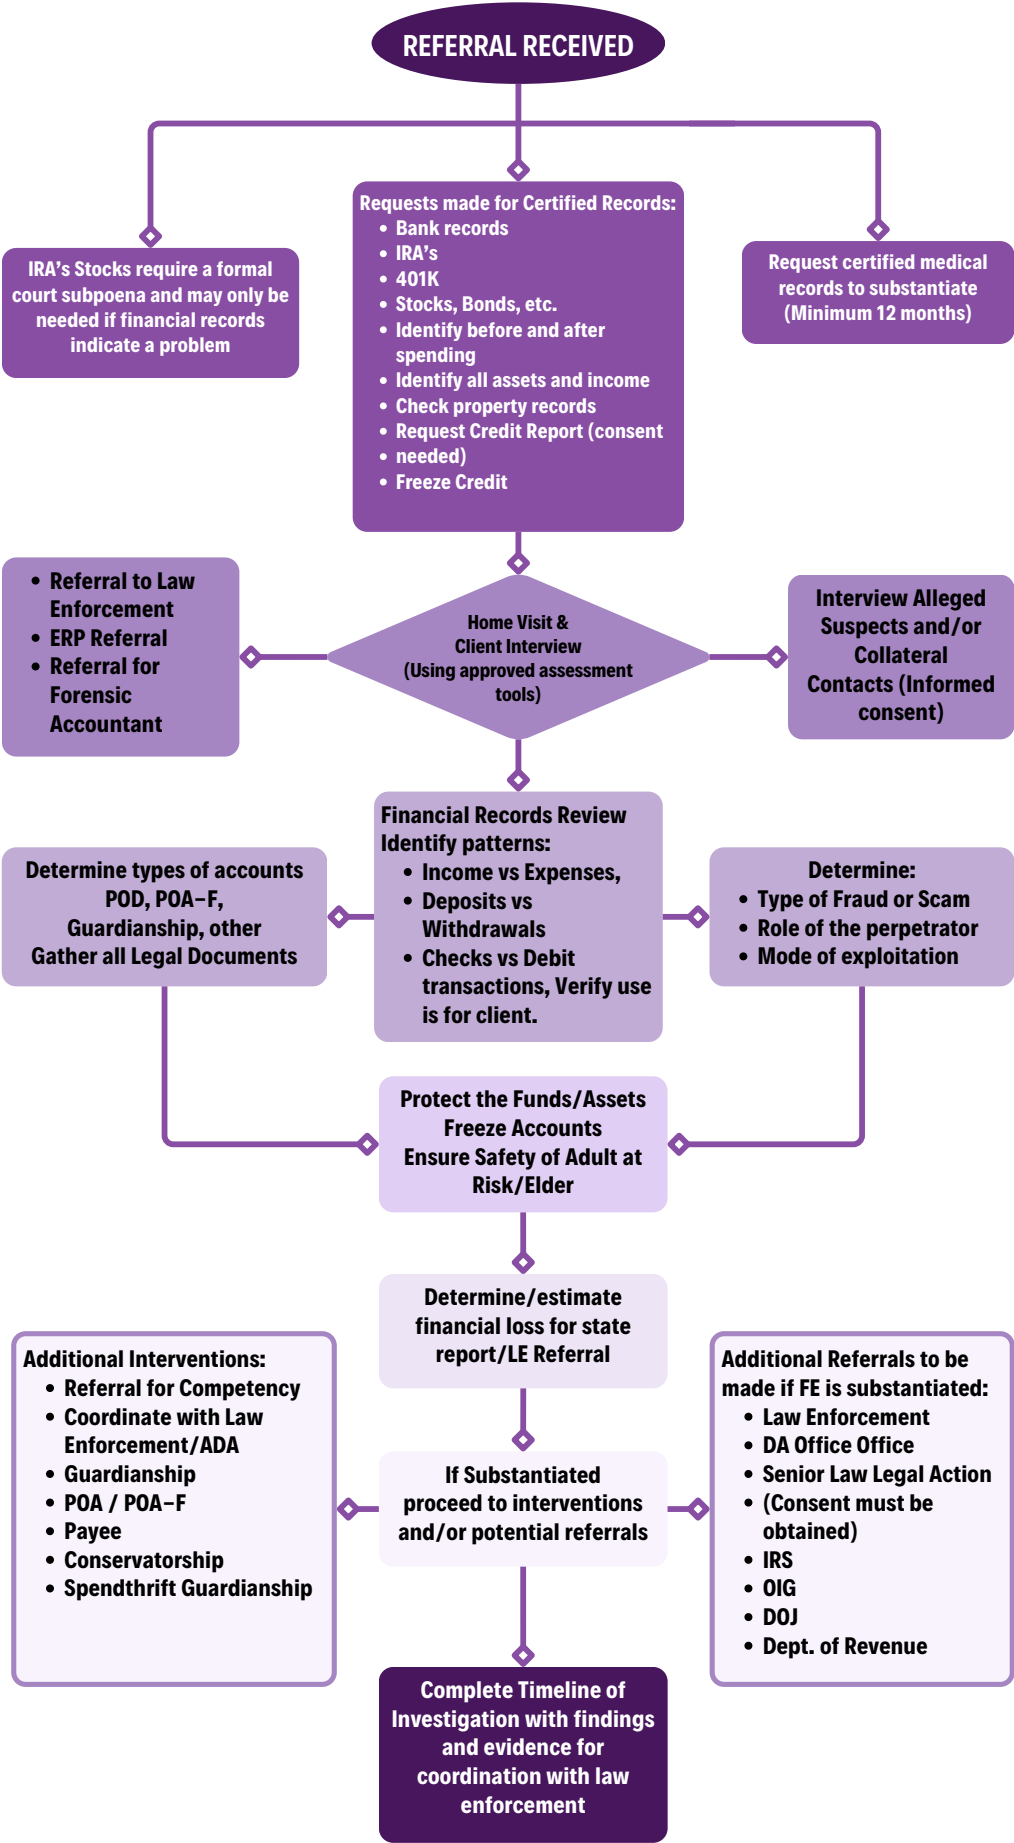 REFERRAL RECEIVED
IRA's Stocks require a formal
court subpoena and may only be
needed if financial records
indicate a problem
Requests made for Certified Records:
• Bank records
• IRA's
• 401K
• Stocks, Bonds, etc.
• Identify before and after
spending
• Identify all assets and income
• Check property records
• Request Credit Report (consent
• needed)
• Freeze Credit
Request certified medical
records to substantiate
(Minimum 12 months)
• Referral to Law
Enforcement
• ERP Referral
• Referral for
Forensic
Accountant
Home Visit &
Client Interview
(Using approved assessment
tools)
Interview Alleged
Suspects and/or
Collateral
Contacts (Informed
consent)
Determine types of accounts
POD, POA-F,
Guardianship, other
Gather all Legal Documents
Financial Records Review
Identify patterns:
• Income vs Expenses,
• Deposits vs
Withdrawals
• Checks vs Debit
transactions, Verify use
is for client.
Determine:
• Type of Fraud or Scam
• Role of the perpetrator
• Mode of exploitation
Protect the Funds/Assets
Freeze Accounts
Ensure Safety of Adult at
Risk/Elder
Determine/estimate
financial loss for state
report/LE Referral
Additional Interventions:
• Referral for Competency
• Coordinate with Law
Enforcement/ADA
• Guardianship
• POA / POA-F
• Payee
• Conservatorship
• Spendthrift Guardianship
If Substantiated
proceed to interventions
and/or potential referrals
Additional Referrals to be
made if FE is substantiated:
• Law Enforcement
• DA Office Office
• Senior Law Legal Action
• (Consent must be
obtained)
• IRS
• OIG
• DOJ
• Dept. of Revenue
Complete Timeline of
Investigation with findings
and evidence for
coordination with law
enforcement